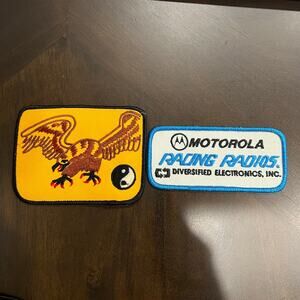 MOTOROLA
RACING RADIOS.
DIVERSIFIED ELECTRONICS, INC.